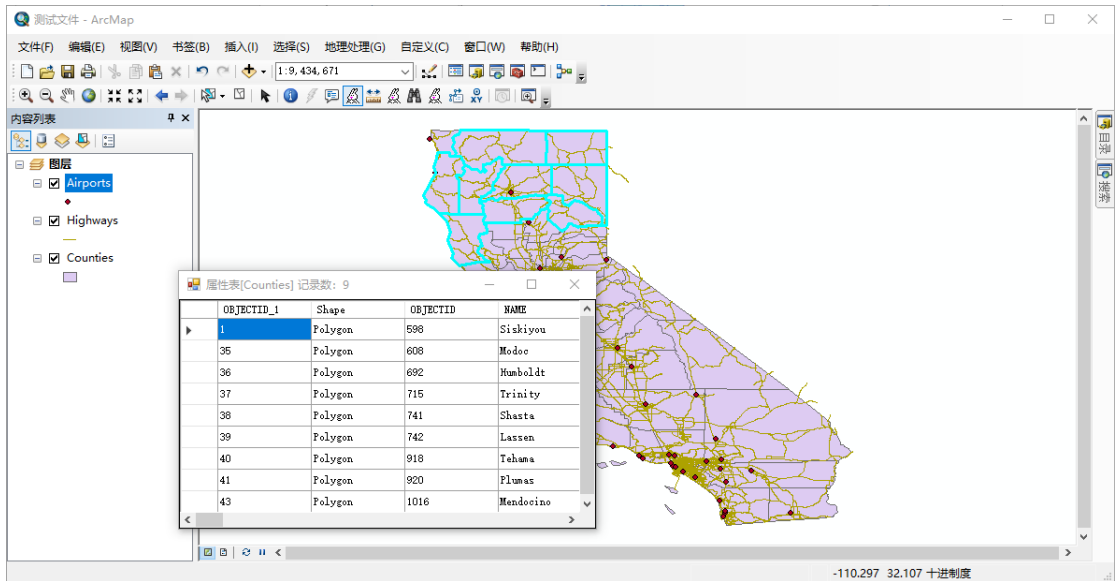 测试文件 - ArcMap
文件(F) 编辑(E) 视图(V) 书签(B) 插入(I) 选择(S) 地理处理(G) 自定义(C) 窗口(W) 帮助(H)
1:9,434,671
内容列表
图层
Airports
Highways
Counties
目录
搜索
属性表[Counties] 记录数: 9
OBJECTID_1 Shape OBJECTID NAME
1 Polygon 598 Siskiyou
35 Polygon 608 Modoc
36 Polygon 692 Humboldt
37 Polygon 715 Trinity
38 Polygon 741 Shasta
39 Polygon 742 Lassen
40 Polygon 918 Tehama
41 Polygon 920 Plumas
43 Polygon 1016 Mendocino
-110.297 32.107 十进制度